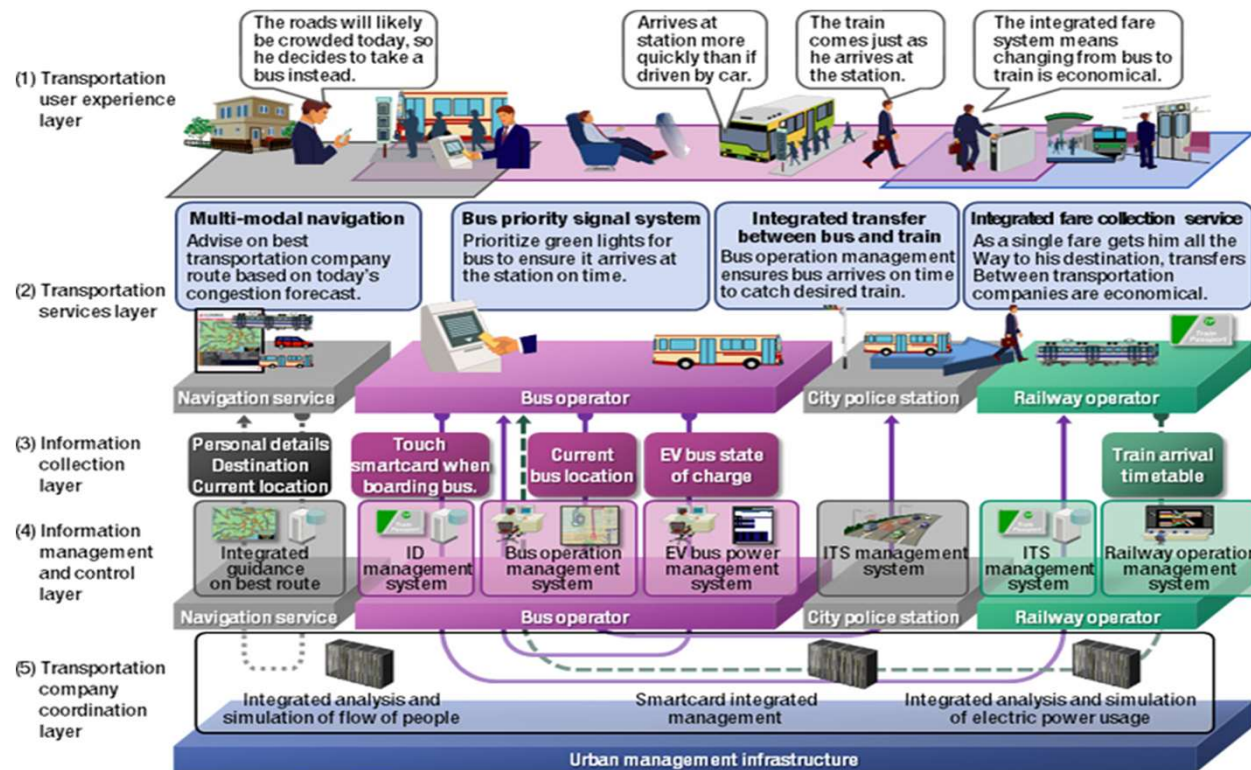 The roads will likely
be crowded today, so
he decides to take a
bus instead.
Arrives at
station more
quickly than if
driven by car.
The train
comes just as
he arrives at
the station.
The integrated fare
system means
changing from bus to
train is economical.
(1) Transportation
user experience
layer
Multi-modal navigation
Advise on best
transportation company
route based on today's
congestion forecast.
Bus priority signal system
Prioritize green lights for
bus to ensure it arrives at
the station on time.
Integrated transfer
between bus and train
Bus operation management
ensures bus arrives on time
to catch desired train.
Integrated fare collection service
As a single fare gets him all the
Way to his destination, transfers
Between transportation
companies are economical.
(2) Transportation
services layer
Train
Passport
Navigation service
Bus operator
City police station
Railway operator
(3) Information
collection
layer
Personal details
Destination
Current location
Touch
smartcard when
boarding bus.
Current
bus location
EV bus state
of charge
Train arrival
timetable
(4) Information
management
and control
layer
Integrated
guidance
on best route
Train
Passport
ID
management
system
Bus operation
management
system
EV bus power
management
system
ITS management
system
Train
Passport
ITS
management
system
Railway operation
management
system
Navigation service
Bus operator
City police station
Railway operator
(5) Transportation
company
coordination
layer
Integrated analysis and
simulation of flow of people
Smartcard integrated
management
Integrated analysis and simulation
of electric power usage
Urban management infrastructure